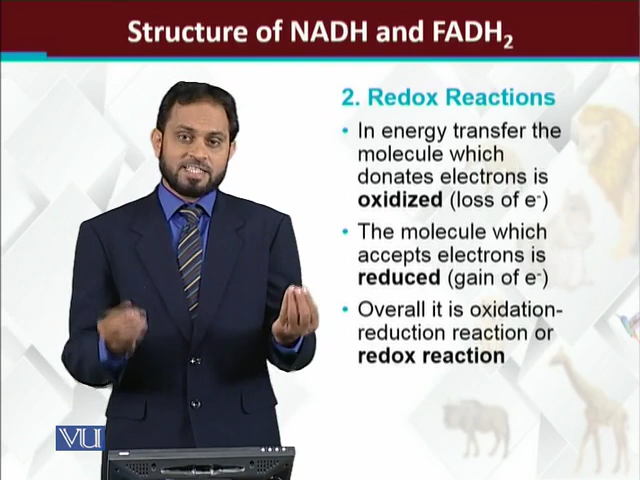 Structure of NADH and FADH₂
2. Redox Reactions
• In energy transfer the
molecule which
donates electrons is
oxidized (loss of e⁻)
• The molecule which
accepts electrons is
reduced (gain of e⁻)
• Overall it is oxidation-
reduction reaction or
redox reaction
VU